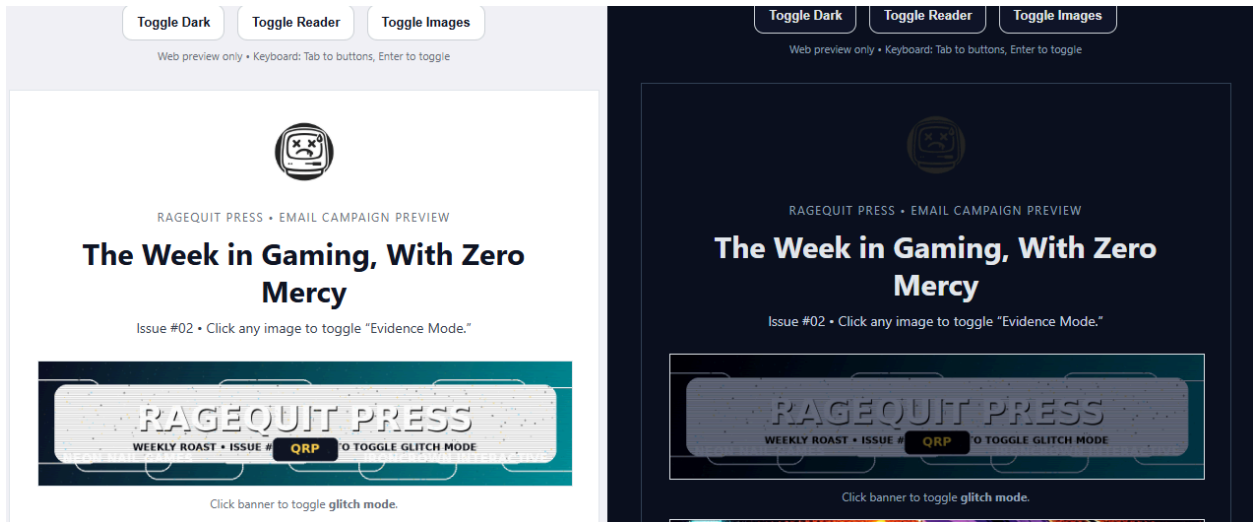 Toggle Dark
Toggle Reader
Toggle Images
Web preview only • Keyboard: Tab to buttons, Enter to toggle
RAGEQUIT PRESS • EMAIL CAMPAIGN PREVIEW
The Week in Gaming, With Zero
Mercy
Issue #02 • Click any image to toggle “Evidence Mode.”
RAGEQUIT PRESS
WEEKLY ROAST • ISSUE # QRP TO TOGGLE GLITCH MODE
Click banner to toggle glitch mode.
Toggle Dark
Toggle Reader
Toggle Images
Web preview only • Keyboard: Tab to buttons, Enter to toggle
RAGEQUIT PRESS • EMAIL CAMPAIGN PREVIEW
The Week in Gaming, With Zero
Mercy
Issue #02 • Click any image to toggle “Evidence Mode.”
RAGEQUIT PRESS
WEEKLY ROAST • ISSUE # QRP TO TOGGLE GLITCH MODE
Click banner to toggle glitch mode.